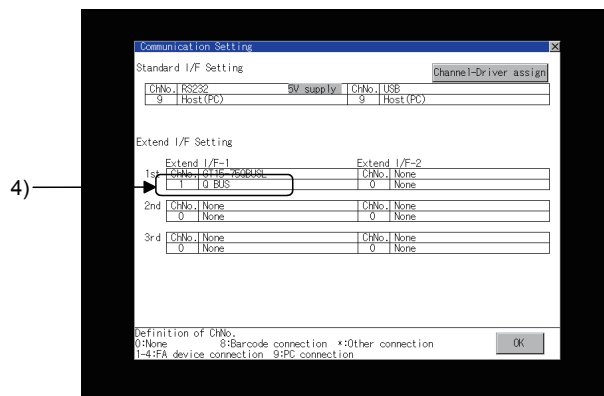 Communication Setting
Standard I/F Setting
Channel-Driver assign
ChNo. RS232 5V supply ChNo. USB
9 Host(PC) 9 Host(PC)
Extend I/F Setting
Extend I/F-1 Extend I/F-2
1st ChNo. GT15-75QBUSL ChNo. None
4) 1 Q BUS 0 None
2nd ChNo. None ChNo. None
0 None 0 None
3rd ChNo. None ChNo. None
0 None 0 None
Definition of ChNo.
0:None 8:Barcode connection *:Other connection
1-4:FA device connection 9:PC connection
OK